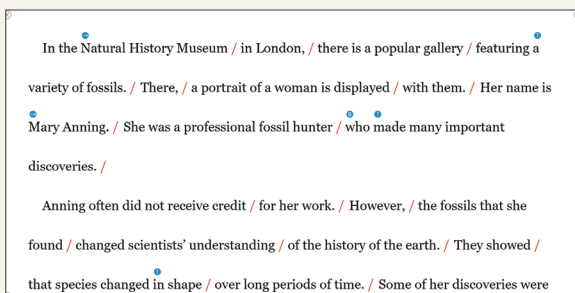 In the Natural History Museum / in London, / there is a popular gallery / featuring a
variety of fossils. / There, / a portrait of a woman is displayed / with them. / Her name is
Mary Anning. / She was a professional fossil hunter / who made many important
discoveries. /
Anning often did not receive credit / for her work. / However, / the fossils that she
found / changed scientists’ understanding / of the history of the earth. / They showed /
that species changed in shape / over long periods of time. / Some of her discoveries were